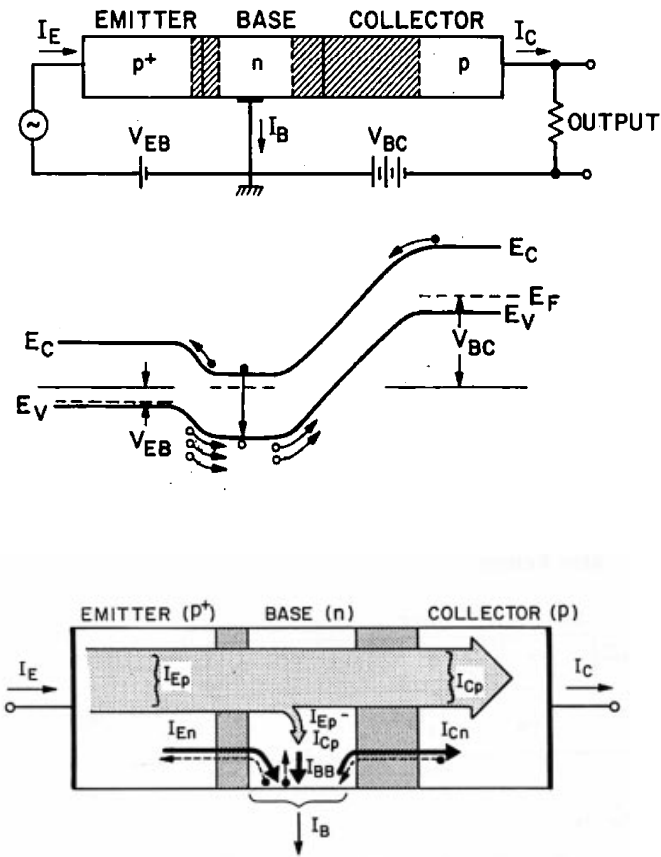 EMITTER BASE COLLECTOR
I_E I_C
p+ n p
~
V_EB I_B V_BC OUTPUT
E_C
E_F
E_V
V_BC
E_C
E_V
V_EB
EMITTER (P+) BASE (n) COLLECTOR (p)
I_E I_Ep I_Cp I_C
I_En I_Ep - I_Cn
I_Cp
I_BB
I_B